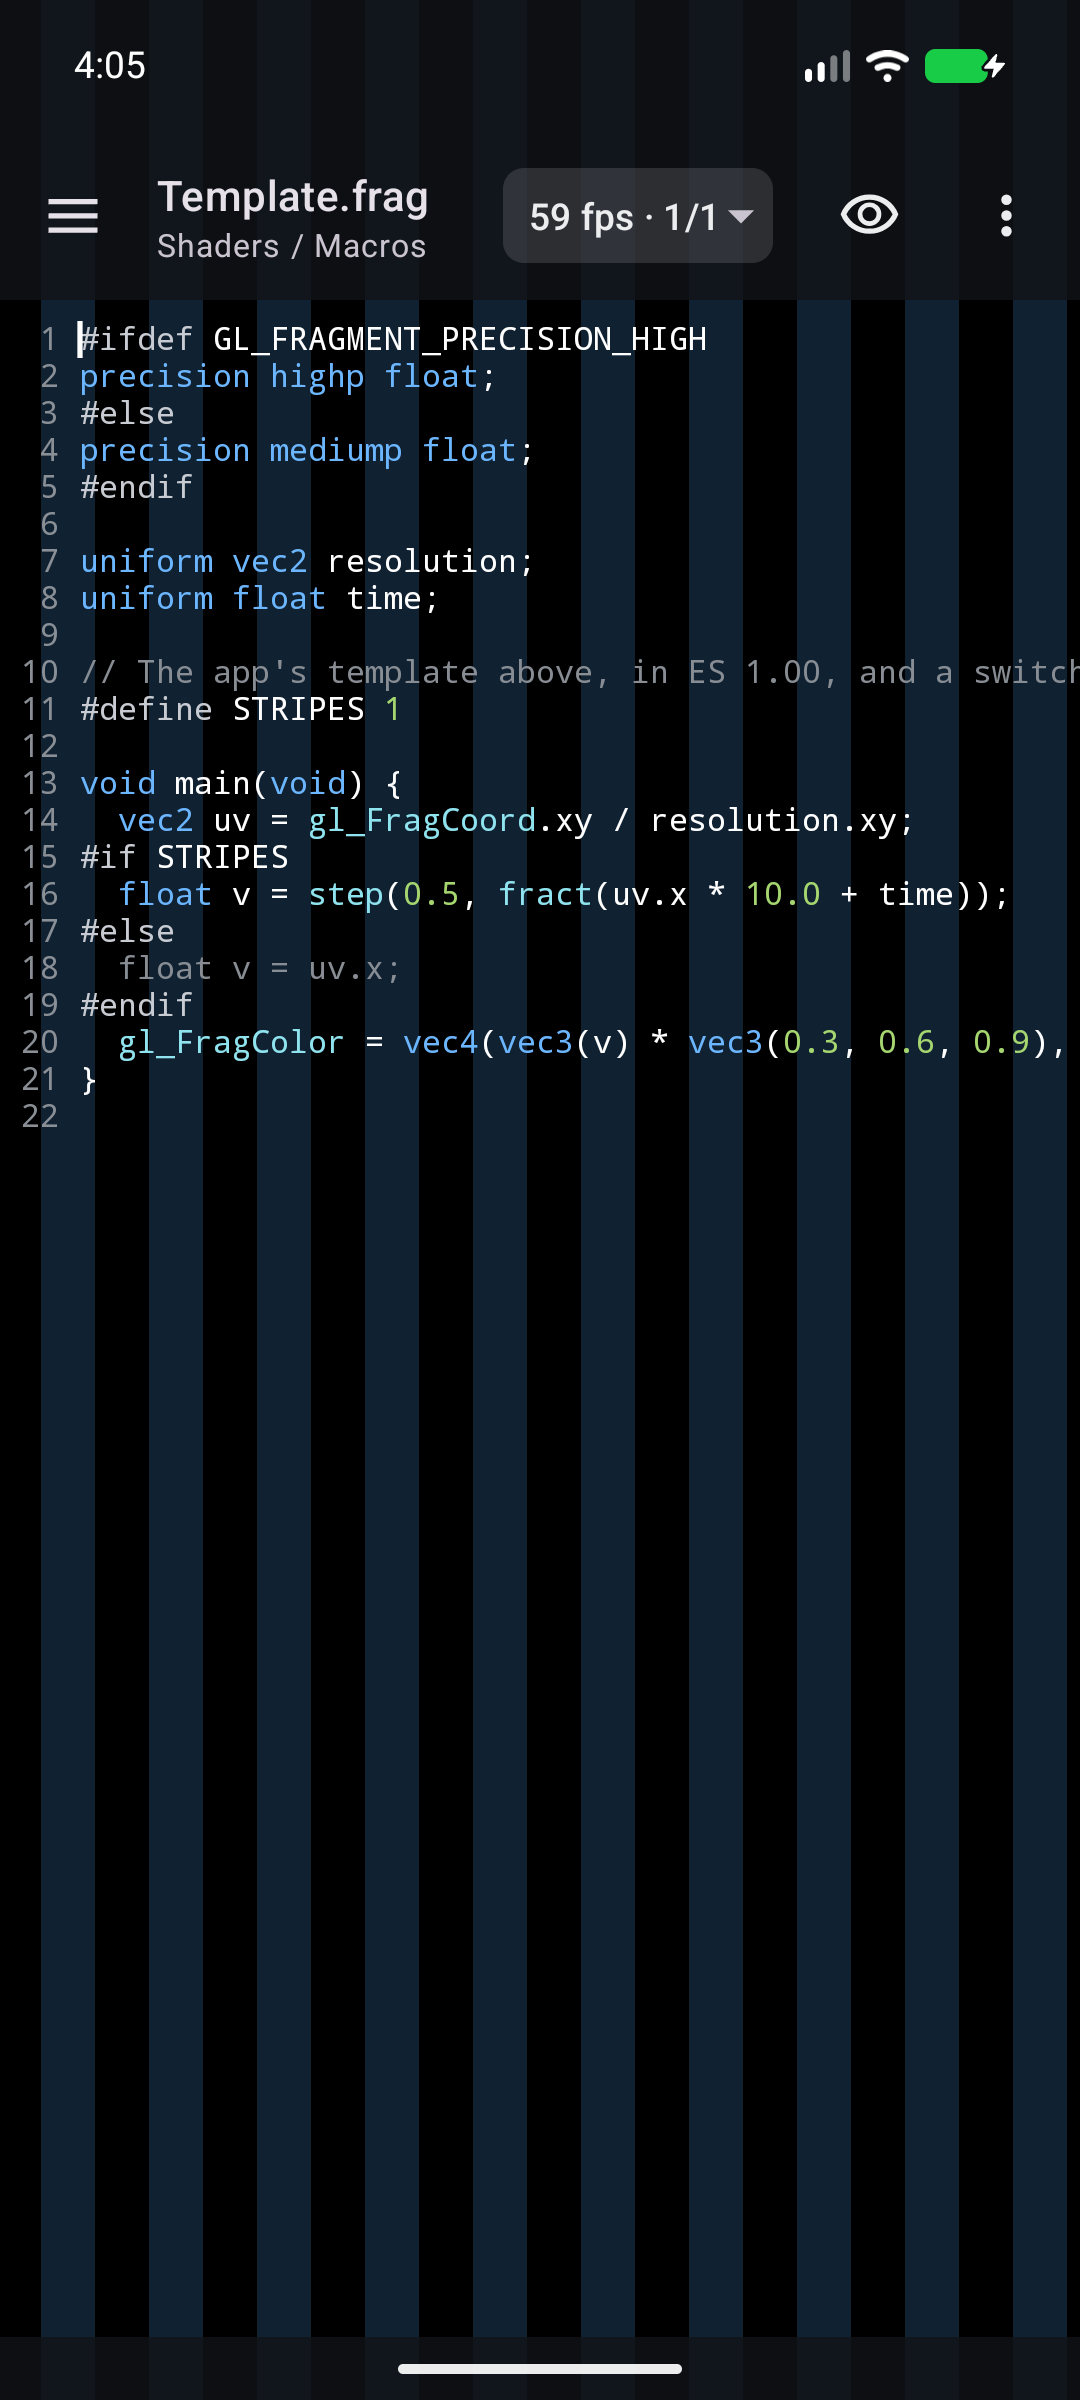 4:05
Template.frag
Shaders / Macros
59 fps · 1/1
1 #ifdef GL_FRAGMENT_PRECISION_HIGH
2 precision highp float;
3 #else
4 precision mediump float;
5 #endif
6
7 uniform vec2 resolution;
8 uniform float time;
9
10 // The app's template above, in ES 1.00, and a switch
11 #define STRIPES 1
12
13 void main(void) {
14   vec2 uv = gl_FragCoord.xy / resolution.xy;
15 #if STRIPES
16   float v = step(0.5, fract(uv.x * 10.0 + time));
17 #else
18   float v = uv.x;
19 #endif
20   gl_FragColor = vec4(vec3(v) * vec3(0.3, 0.6, 0.9),
21 }
22